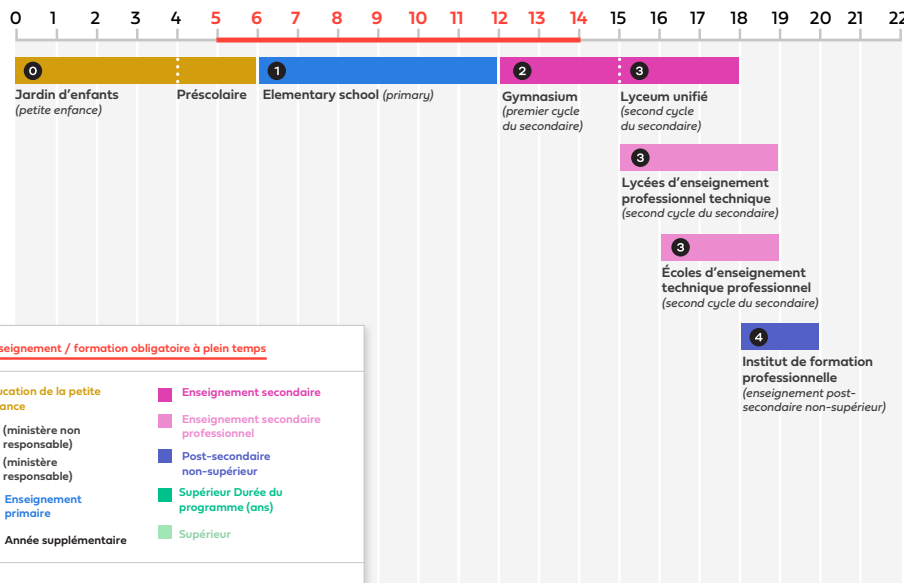 0 1 2 3 4 5 6 7 8 9 10 11 12 13 14 15 16 17 18 19 20 21 22
0 1 2 3
Jardin d'enfants
(petite enfance)
Préscolaire
Elementary school (primary)
Gymnasium
(premier cycle
du secondaire)
Lyceum unifié
(second cycle
du secondaire)
3
Lycées d'enseignement
professionnel technique
(second cycle du secondaire)
3
Écoles d'enseignement
technique professionnel
(second cycle du secondaire)
4
Institut de formation
professionnelle
(enseignement post-
secondaire non-supérieur)
seignement / formation obligatoire à plein temps
ucation de la petite
ance
(ministère non
responsable)
(ministère
responsable)
Enseignement
primaire
Année supplémentaire
Enseignement secondaire
Enseignement secondaire
professionnel
Post-secondaire
non-supérieur
Supérieur Durée du
programme (ans)
Supérieur